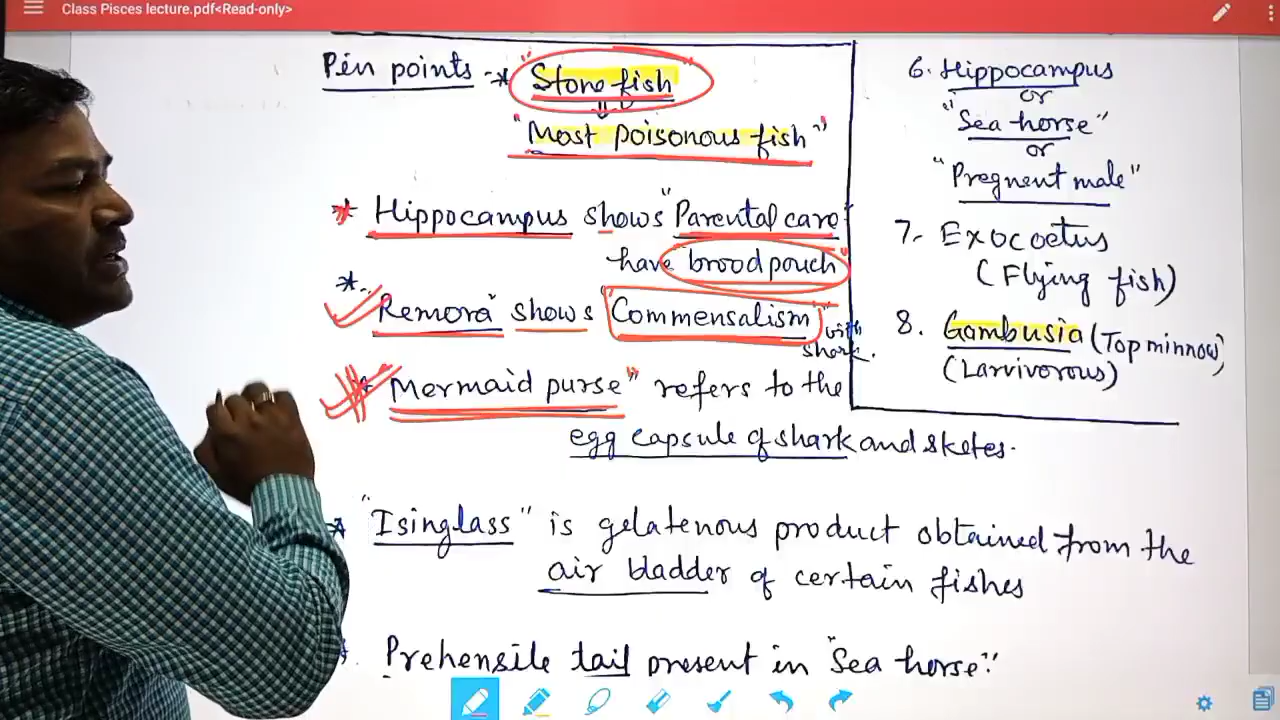 Class Pisces lecture.pdf<Read-only>
Pin points -* "Stone fish
"Most poisonous fish"
* Hippocampus shows "Parental care
have brood pouch"
*.. Remora" shows "Commensalism" with shark.
* Mermaid purse" refers to the
egg capsule of shark and sketes.
* "Isinglass" is gelatenous product obtained from the
air bladder of certain fishes
*. Prehensile tail present in "Sea horse".
6. Hippocampus
or
"Sea horse"
or
"Pregnent male"
7. Exocoetus
(Flying fish)
8. Gambusia (Top minnow)
(Larvivorous)